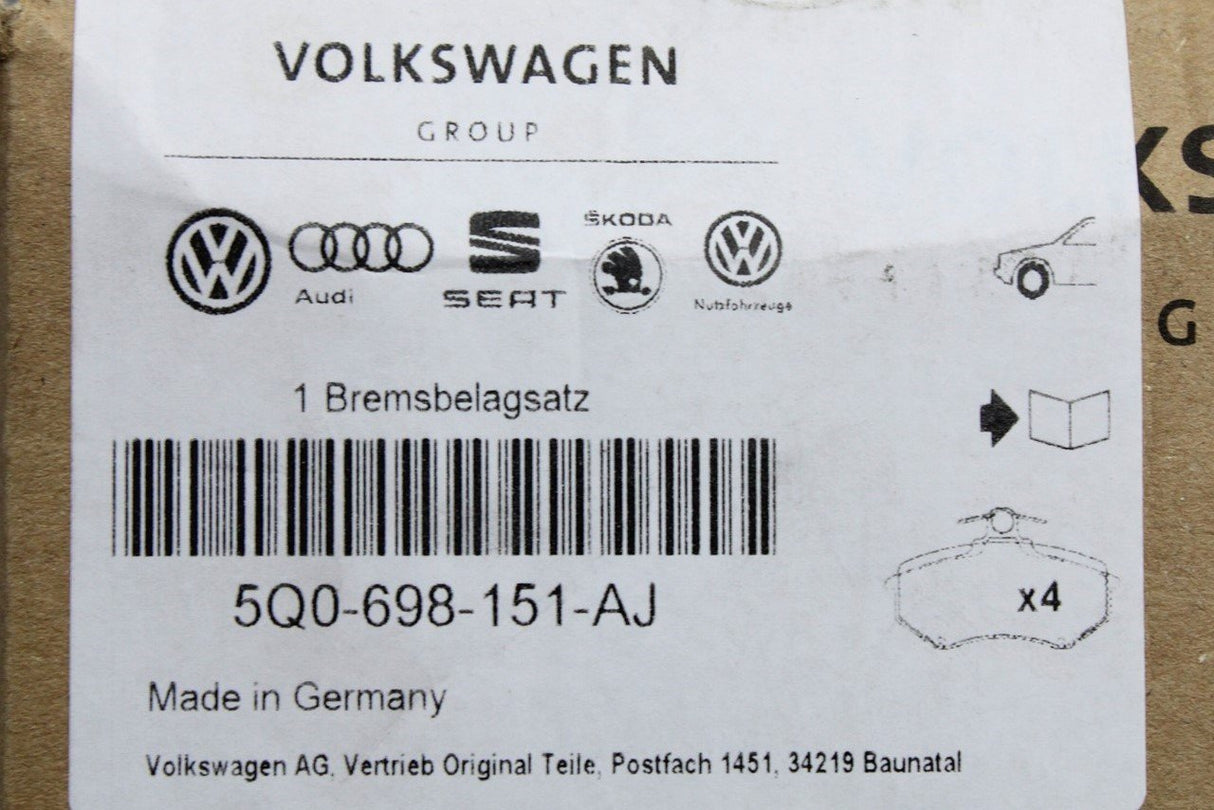 VOLKSWAGEN
GROUP
ŠKODA
Audi
SEAT
Nutzfahrzeuge
KS
G
1 Bremsbelagsatz
5Q0-698-151-AJ
x4
Made in Germany
Volkswagen AG, Vertrieb Original Teile, Postfach 1451, 34219 Baunatal